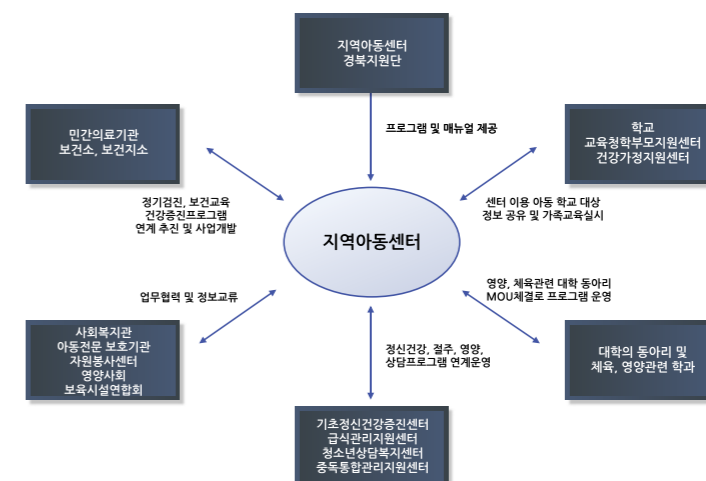 지역아동센터
경북지원단
프로그램 및 매뉴얼 제공
민간의료기관
보건소, 보건지소
학교
교육청학부모지원센터
건강가정지원센터
정기검진, 보건교육
건강증진프로그램
연계 추진 및 사업개발
센터 이용 아동 학교 대상
정보 공유 및 가족교육실시
지역아동센터
업무협력 및 정보교류
영양, 체육관련 대학 동아리
MOU체결로 프로그램 운영
사회복지관
아동전문 보호기관
자원봉사센터
영양사회
보육시설연합회
정신건강, 절주, 영양,
상담프로그램 연계운영
대학의 동아리 및
체육, 영양관련 학과
기초정신건강증진센터
급식관리지원센터
청소년상담복지센터
중독통합관리지원센터